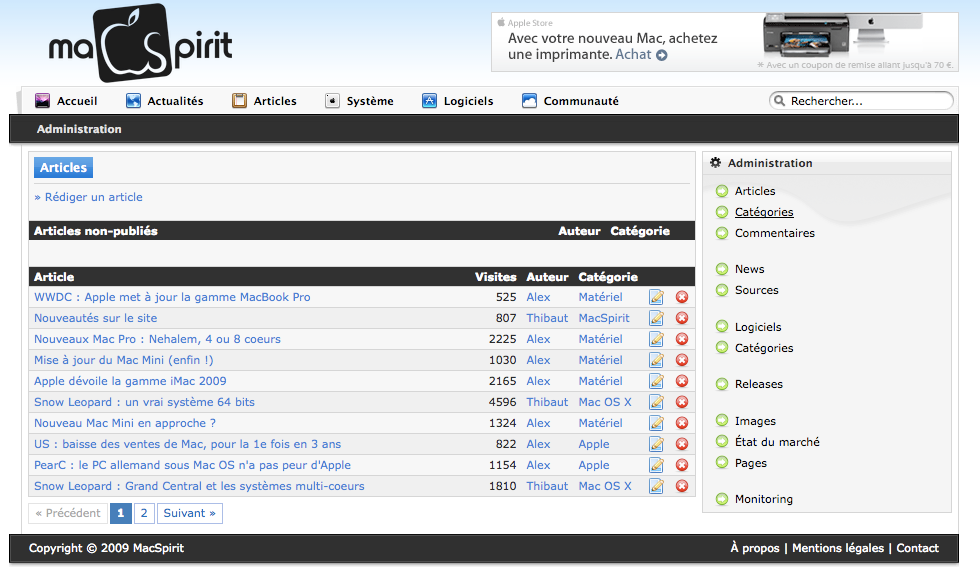 macSpirit
Apple Store
Avec votre nouveau Mac, achetez
une imprimante. Achat
* Avec un coupon de remise allant jusqu'à 70 €.
Accueil Actualités Articles Système Logiciels Communauté Rechercher...
Administration
Articles
» Rédiger un article
Articles non-publiés Auteur Catégorie
Article Visites Auteur Catégorie
WWDC : Apple met à jour la gamme MacBook Pro 525 Alex Matériel
Nouveautés sur le site 807 Thibaut MacSpirit
Nouveaux Mac Pro : Nehalem, 4 ou 8 coeurs 2225 Alex Matériel
Mise à jour du Mac Mini (enfin !) 1030 Alex Matériel
Apple dévoile la gamme iMac 2009 2165 Alex Matériel
Snow Leopard : un vrai système 64 bits 4596 Thibaut Mac OS X
Nouveau Mac Mini en approche ? 1324 Alex Matériel
US : baisse des ventes de Mac, pour la 1e fois en 3 ans 822 Alex Apple
PearC : le PC allemand sous Mac OS n'a pas peur d'Apple 1154 Alex Apple
Snow Leopard : Grand Central et les systèmes multi-coeurs 1810 Thibaut Mac OS X
« Précédent 1 2 Suivant »
Administration
Articles
Catégories
Commentaires
News
Sources
Logiciels
Catégories
Releases
Images
État du marché
Pages
Monitoring
Copyright © 2009 MacSpirit À propos | Mentions légales | Contact